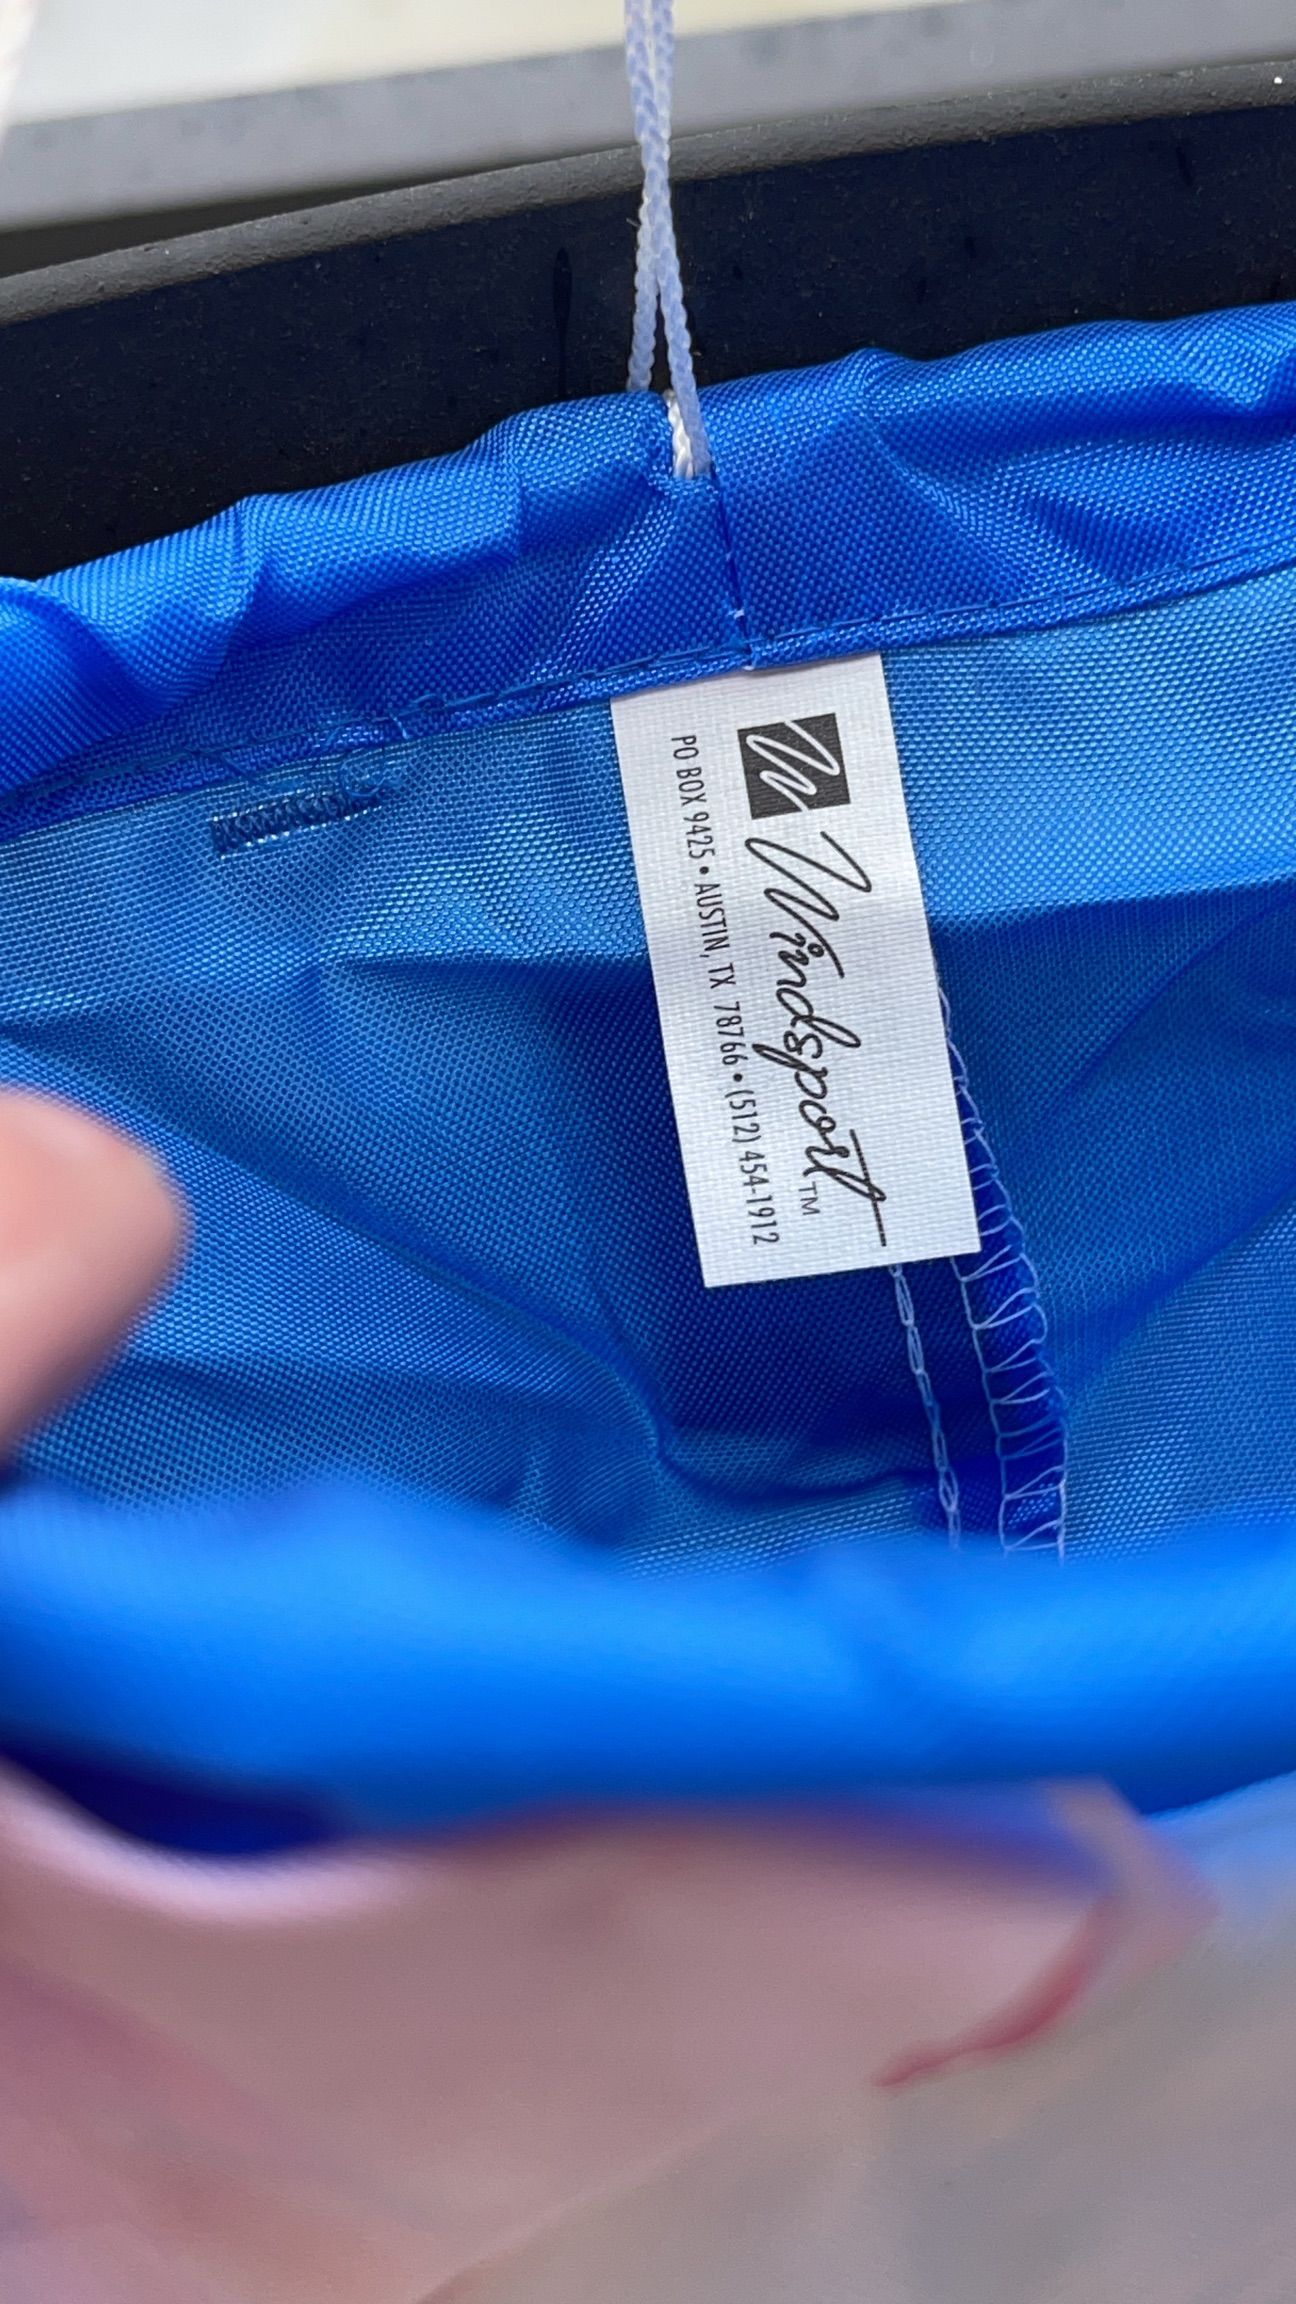 Windsport™
PO BOX 9425 • AUSTIN, TX 78766 • (512) 454-1912